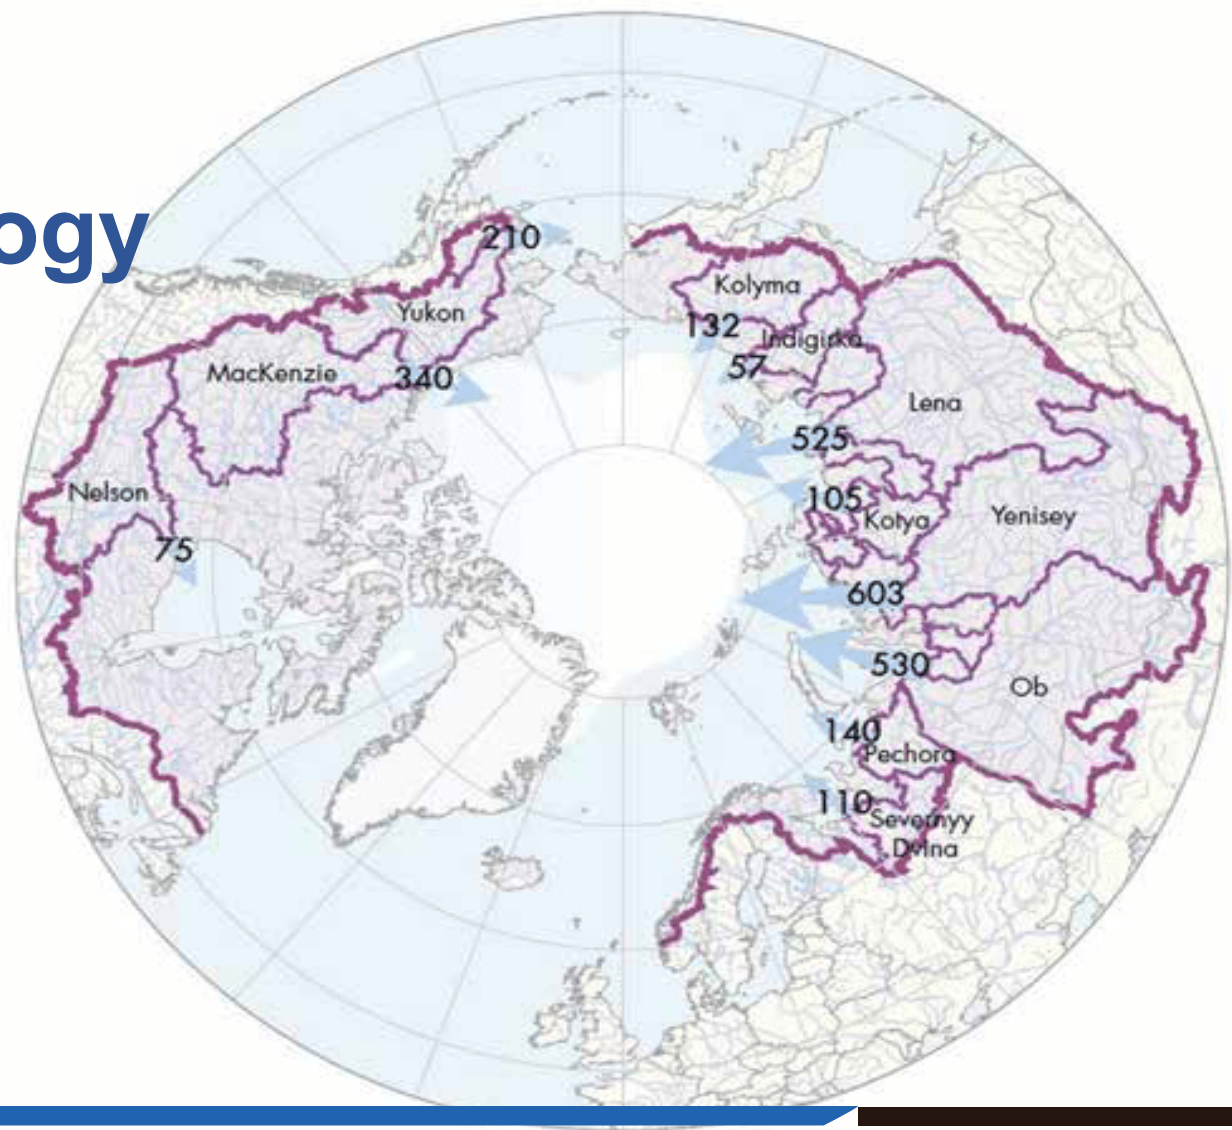 ogy
210
Kolyma
Yukon
132
Indigirka
57
MacKenzie
340
Lena
525
Nelson
105
Kotya
Yenisey
75
603
530
Ob
140
Pechora
110
Severnyy
Dvina